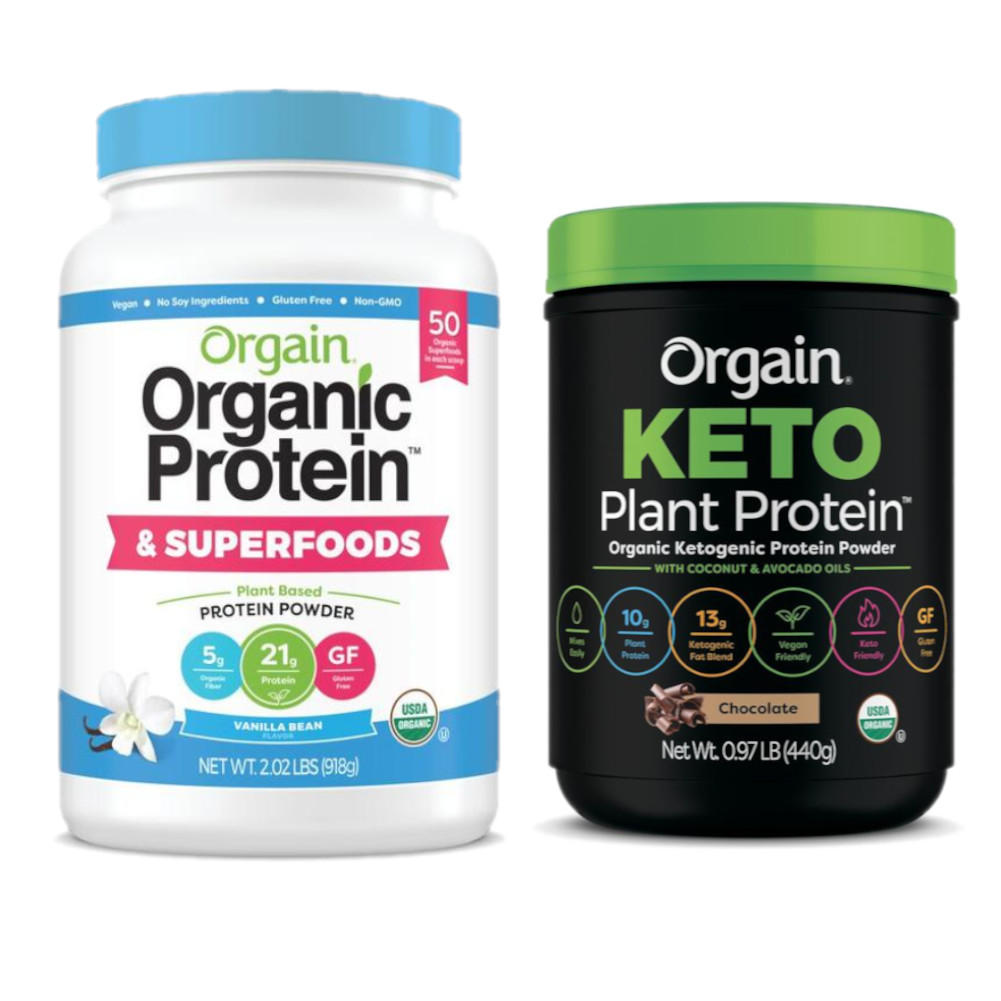 Vegan • No Soy Ingredients • Gluten Free • Non-GMO
50
Organic
Superfoods
in each scoop
Orgain®
Organic
Protein™
& SUPERFOODS
Plant Based
PROTEIN POWDER
5g
Organic
Fiber
21g
Protein
GF
Gluten
Free
VANILLA BEAN
FLAVOR
USDA
ORGANIC
U
NET WT. 2.02 LBS (918g)
Orgain®
KETO
Plant Protein™
Organic Ketogenic Protein Powder
WITH COCONUT & AVOCADO OILS
Mixes
Easily
10g
Plant
Protein
13g
Ketogenic
Fat Blend
Vegan
Friendly
Keto
Friendly
GF
Gluten
Free
Chocolate
USDA
ORGANIC
U
Net Wt. 0.97 LB (440g)